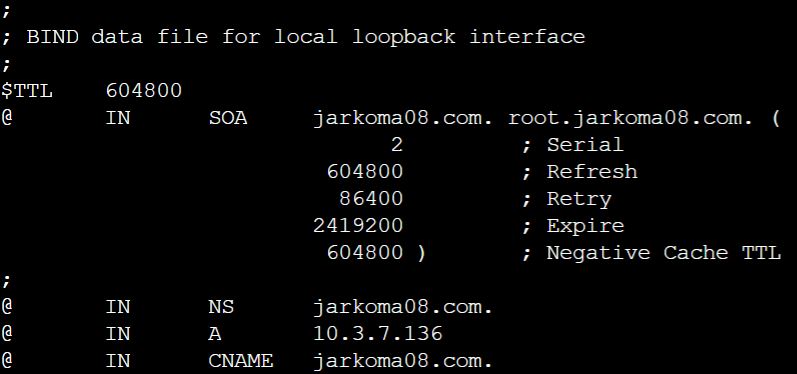 ;
; BIND data file for local loopback interface
;
$TTL    604800
@       IN      SOA     jarkoma08.com. root.jarkoma08.com. (
                              2         ; Serial
                         604800         ; Refresh
                          86400         ; Retry
                        2419200         ; Expire
                         604800 )       ; Negative Cache TTL
;
@       IN      NS      jarkoma08.com.
@       IN      A       10.3.7.136
@       IN      CNAME   jarkoma08.com.